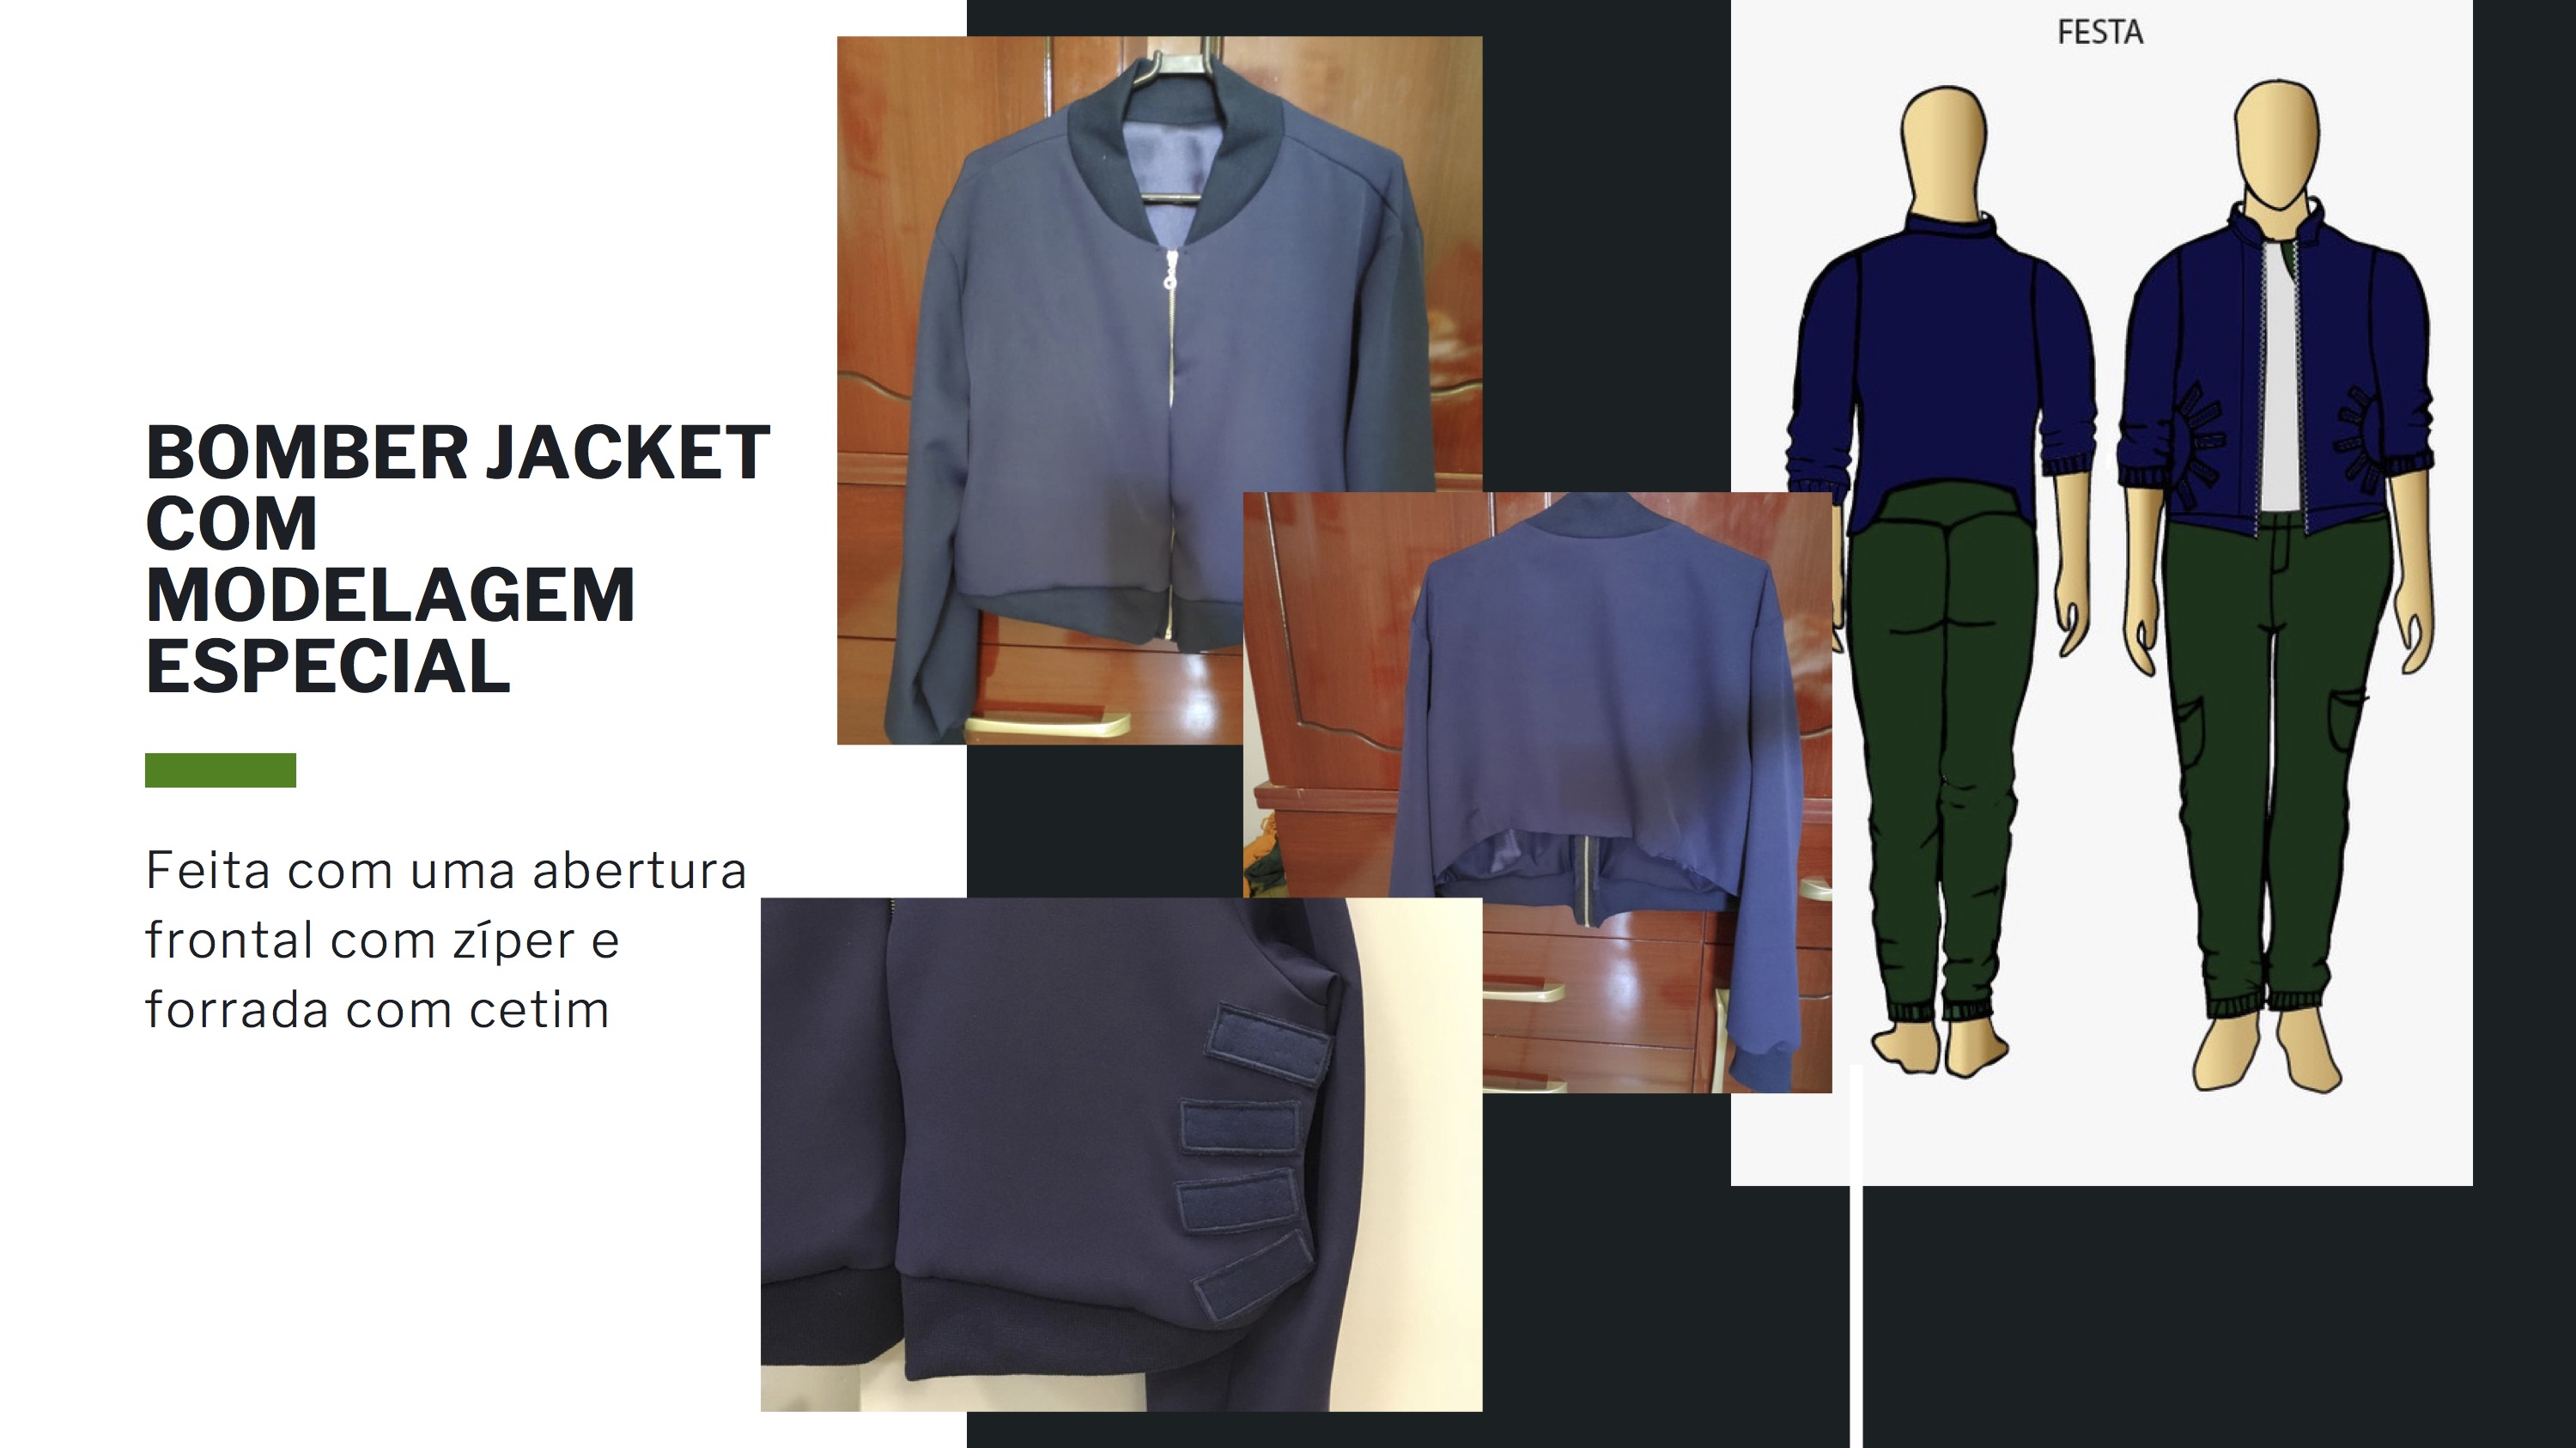 BOMBER JACKET
COM
MODELAGEM
ESPECIAL
Feita com uma abertura
frontal com zíper e
forrada com cetim
FESTA